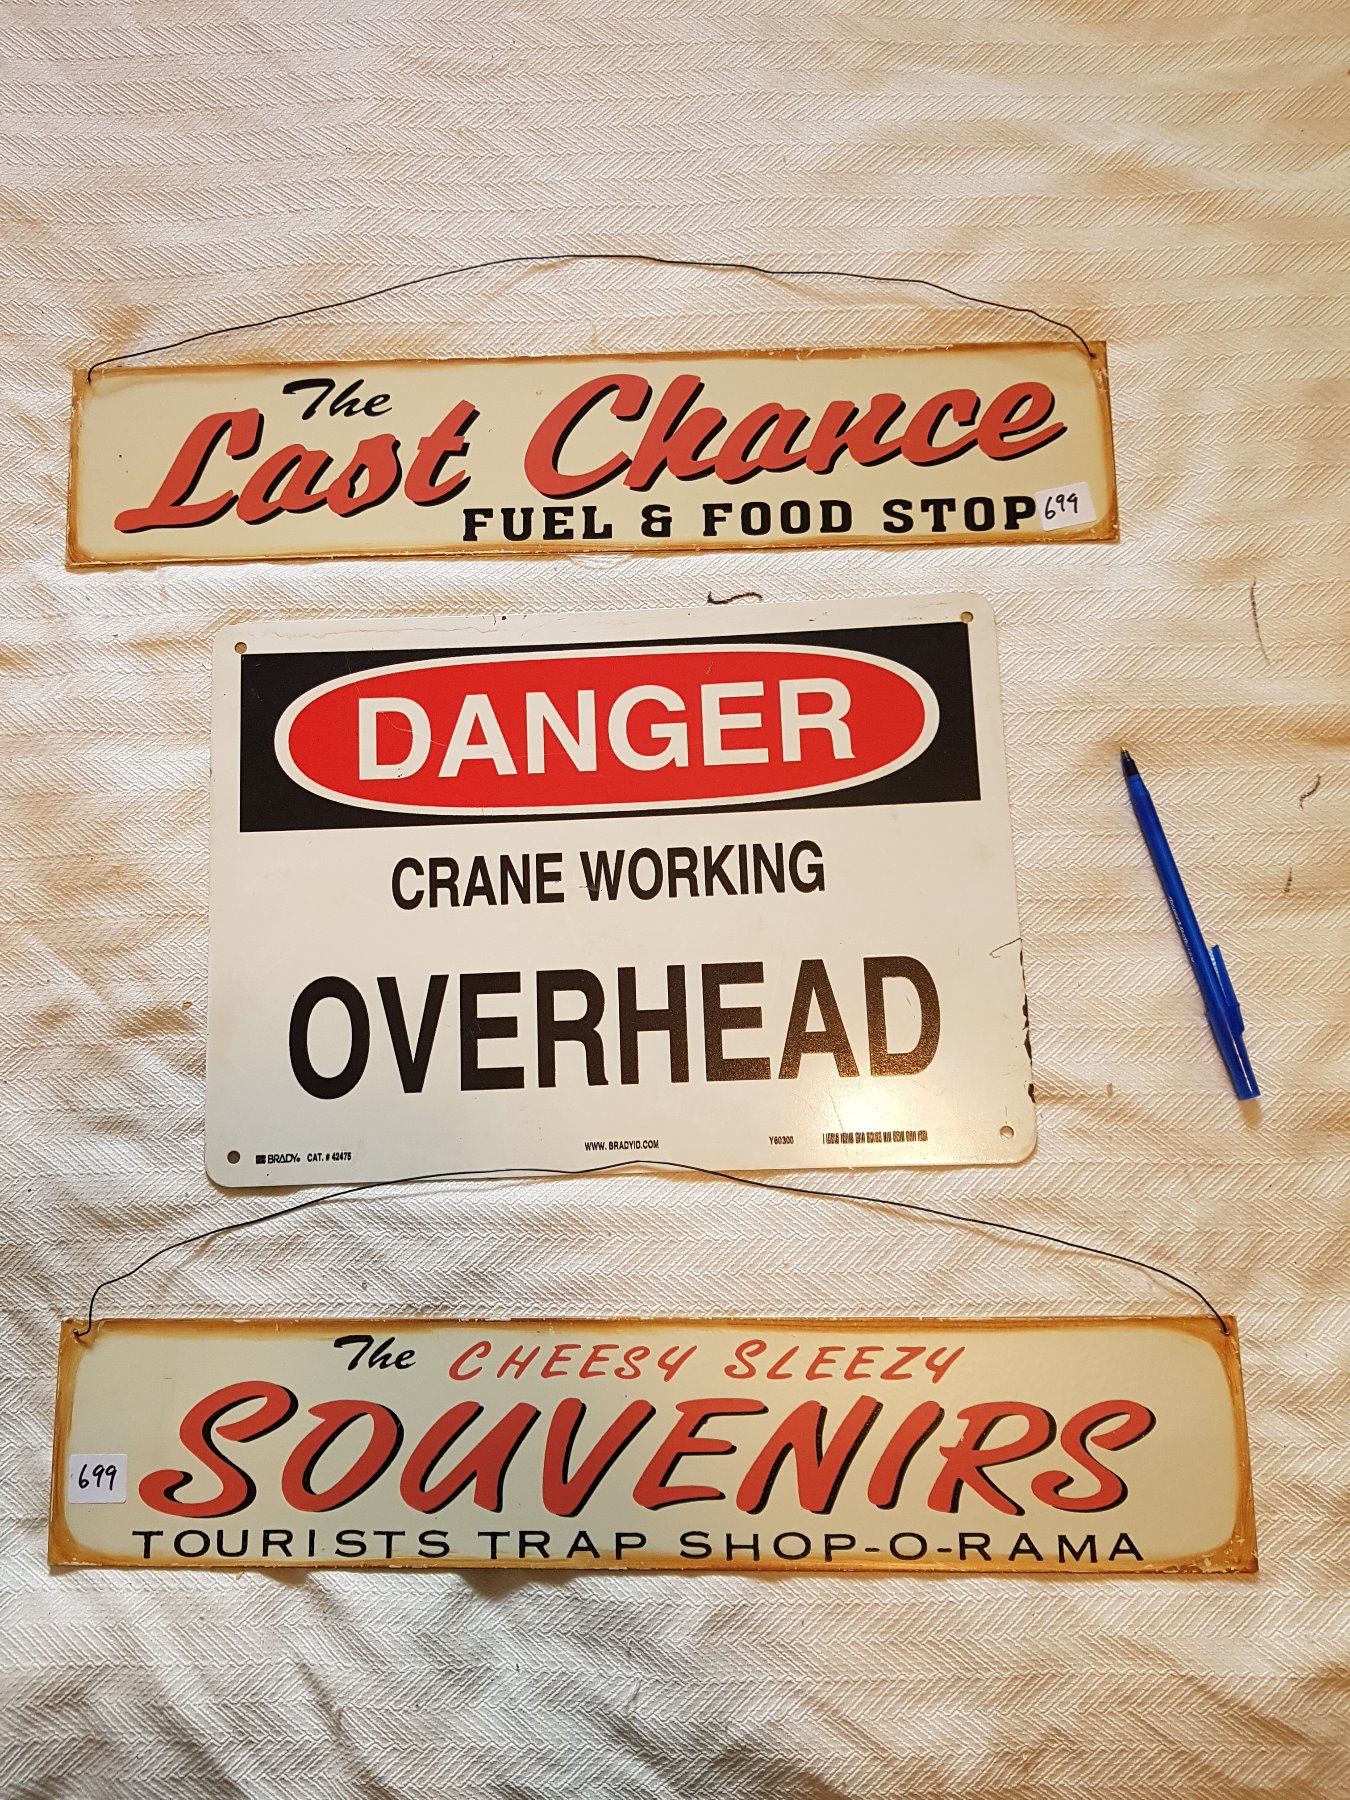 The
Last Chance
FUEL & FOOD STOP
699
DANGER
CRANE WORKING
OVERHEAD
BRADY® CAT. # 42475 WWW.BRADYID.COM Y60300
The CHEESY SLEEZY
SOUVENIRS
699
TOURISTS TRAP SHOP-O-RAMA